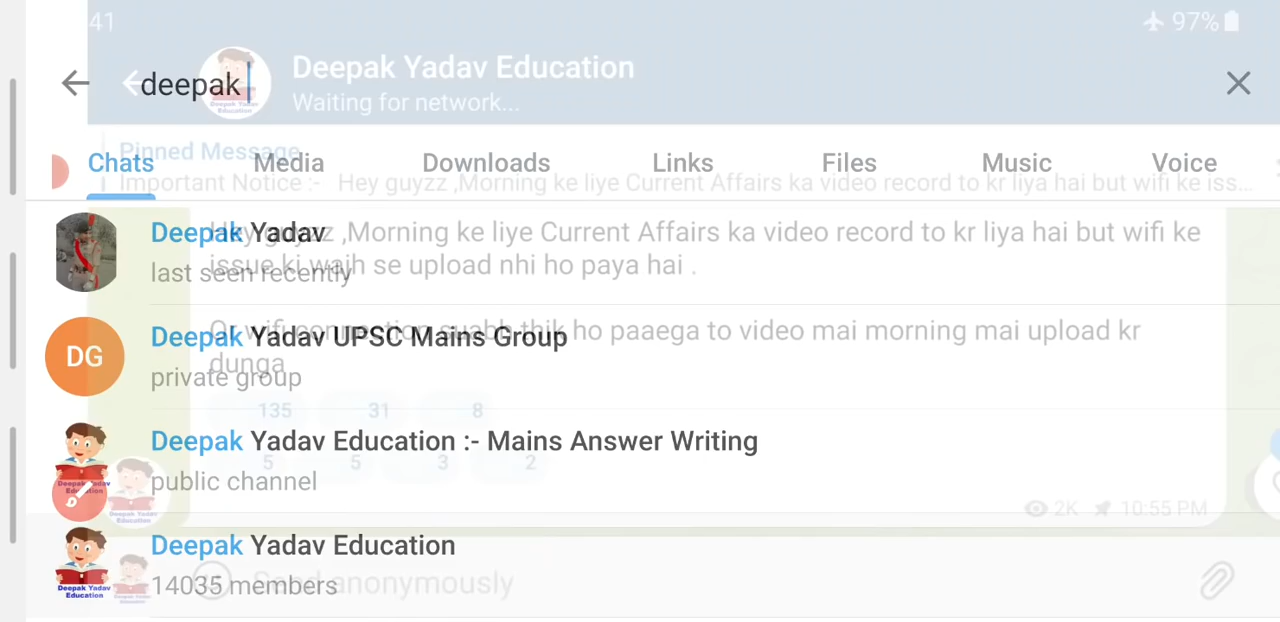 41
97%
deepak
Deepak Yadav Education
Waiting for network...
Pinned Message
Chats
Media
Downloads
Links
Files
Music
Voice
Important Notice :- Hey guyzz ,Morning ke liye Current Affairs ka video record to kr liya hai but wifi ke iss...
Deepak Yadav
Hey guyzz ,Morning ke liye Current Affairs ka video record to kr liya hai but wifi ke
issue ki wajh se upload nhi ho paya hai .
last seen recently
Deepak Yadav UPSC Mains Group
Or wifi connection suabh thik ho paaega to video mai morning mai upload kr
dunga
DG
private group
135 31 8
Deepak Yadav Education :- Mains Answer Writing
5 5 3 2
public channel
2K
10:55 PM
Deepak Yadav Education
14035 members
Send anonymously
Deepak Yadav
Education